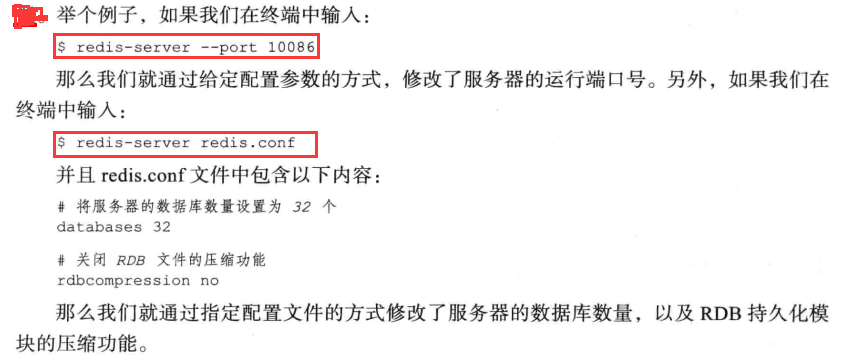 举个例子，如果我们在终端中输入：
$ redis-server --port 10086
那么我们就通过给定配置参数的方式，修改了服务器的运行端口号。另外，如果我们在
终端中输入：
$ redis-server redis.conf
并且 redis.conf 文件中包含以下内容：
# 将服务器的数据库数量设置为 32 个
databases 32
# 关闭 RDB 文件的压缩功能
rdbcompression no
那么我们就通过指定配置文件的方式修改了服务器的数据库数量，以及 RDB 持久化模
块的压缩功能。